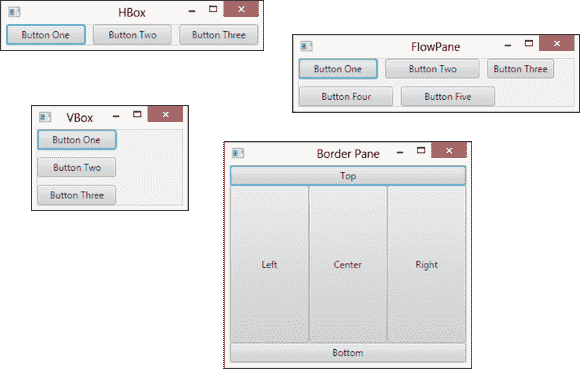 HBox
Button One Button Two Button Three
FlowPane
Button One Button Two Button Three
Button Four Button Five
VBox
Button One
Button Two
Button Three
Border Pane
Top
Left Center Right
Bottom